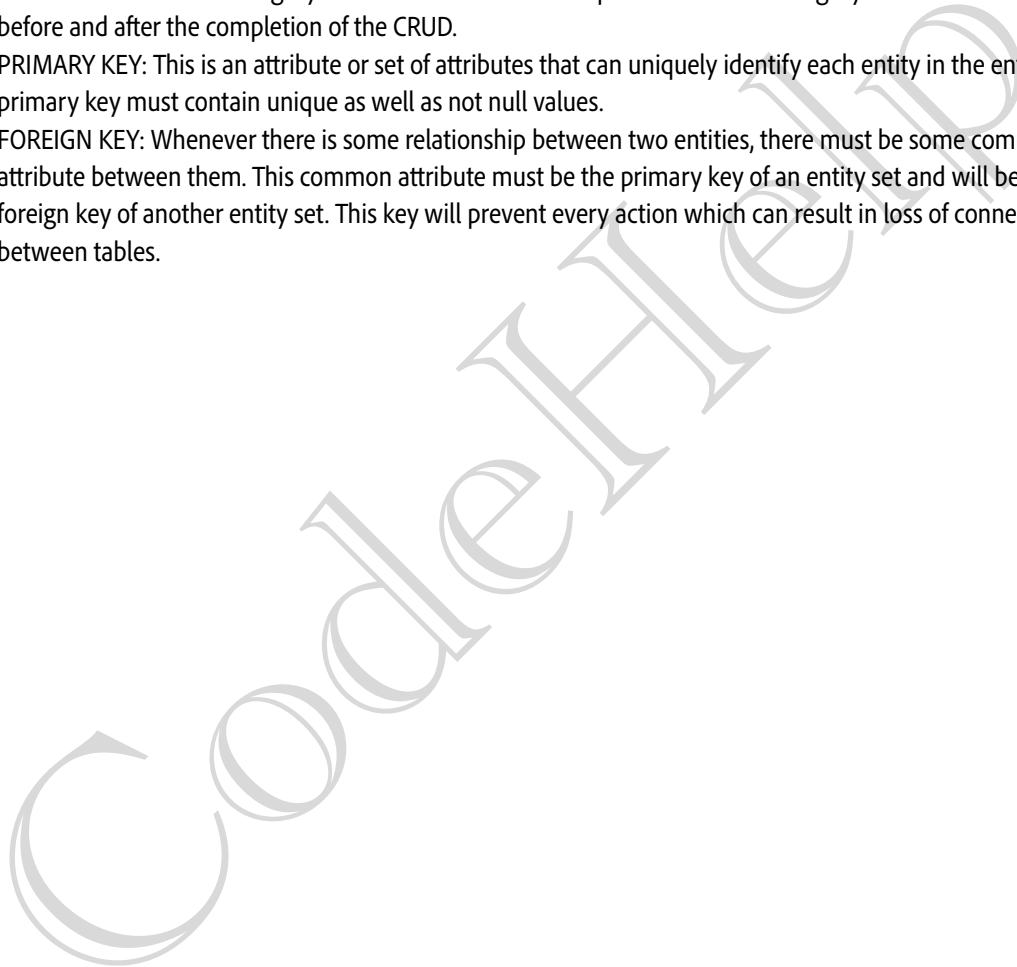 before and after the completion of the CRUD.
PRIMARY KEY: This is an attribute or set of attributes that can uniquely identify each entity in the
primary key must contain unique as well as not null values.
FOREIGN KEY: Whenever there is some relationship between two entities, there must be some com
attribute between them. This common attribute must be the primary key of an entity set and will be
foreign key of another entity set. This key will prevent every action which can result in loss of conne
between tables.
CodeHelp